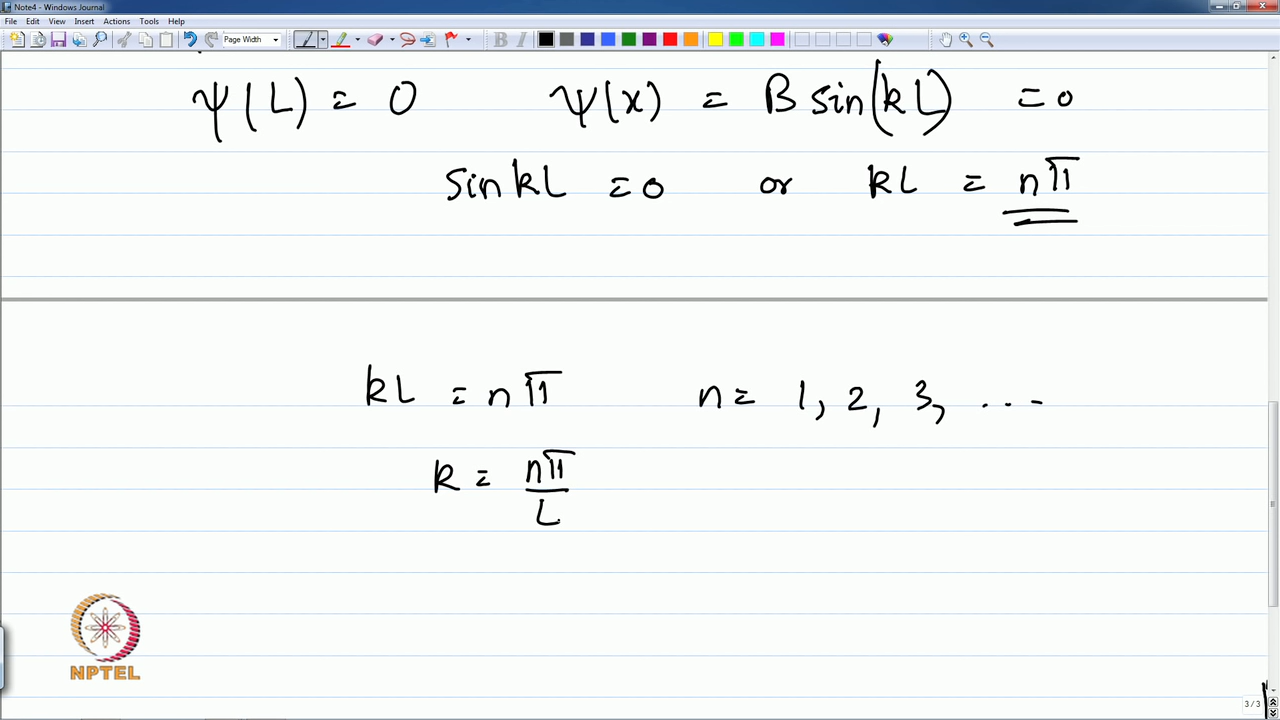 Note4 - Windows Journal
File Edit View Insert Actions Tools Help
Page Width
ψ(L) = 0 ψ(x) = B sin(kL) = 0
sin kL = 0 or kL = nπ
kL = nπ n = 1, 2, 3, ...
k = nπ/L
NPTEL
3 / 3